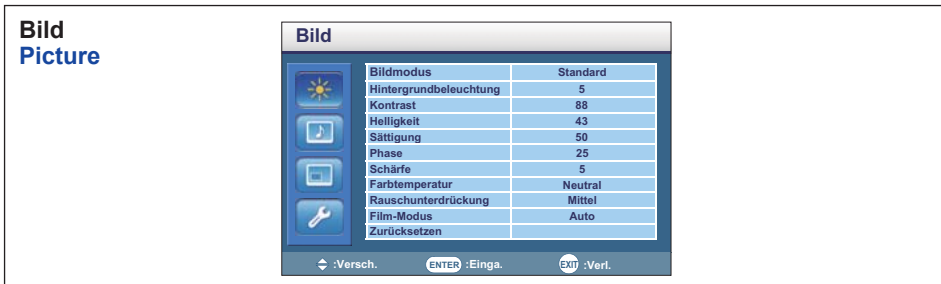 Bild
Picture
Bild
Bildmodus Standard
Hintergrundbeleuchtung 5
Kontrast 88
Helligkeit 43
Sättigung 50
Phase 25
Schärfe 5
Farbtemperatur Neutral
Rauschunterdrückung Mittel
Film-Modus Auto
Zurücksetzen
:Versch. ENTER :Einga. EXIT :Verl.